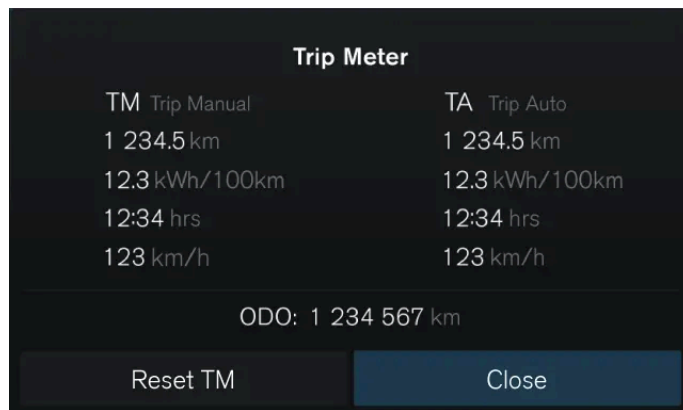 Trip Meter
TM Trip Manual
1 234.5 km
12.3 kWh/100km
12:34 hrs
123 km/h
TA Trip Auto
1 234.5 km
12.3 kWh/100km
12:34 hrs
123 km/h
ODO: 1 234 567 km
Reset TM
Close